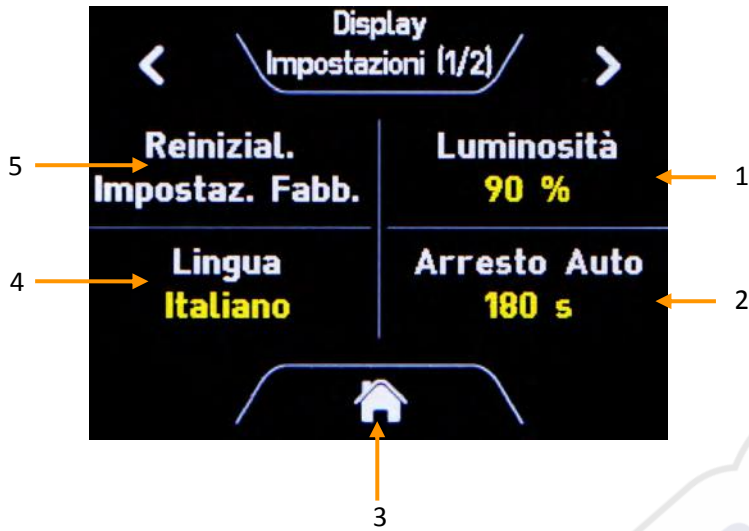 Display
Impostazioni (1/2)
5
Reinizial.
Impostaz. Fabb.
Luminosità
90 %
1
4
Lingua
Italiano
Arresto Auto
180 s
2
3